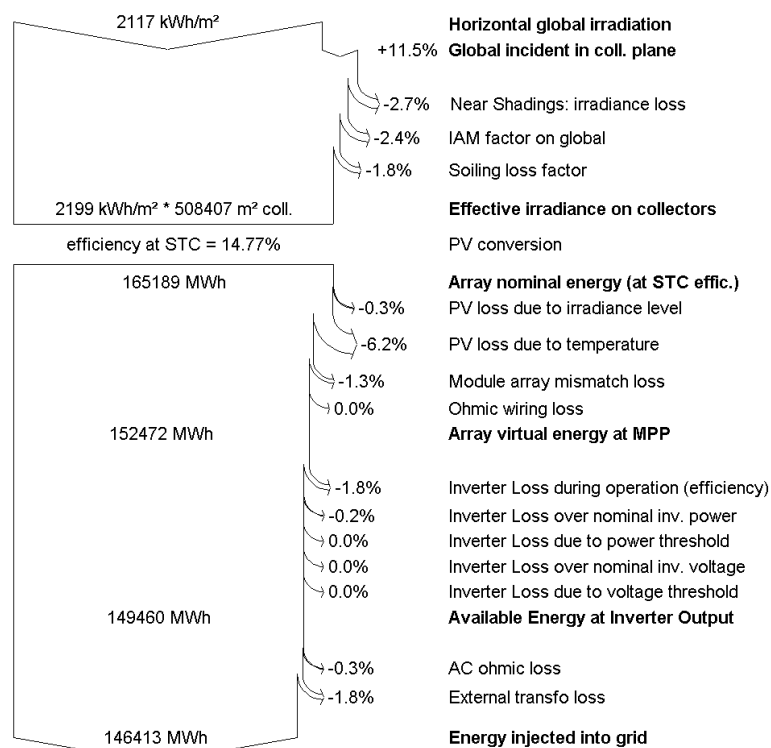 2117 kWh/m² Horizontal global irradiation
+11.5% Global incident in coll. plane
-2.7% Near Shadings: irradiance loss
-2.4% IAM factor on global
-1.8% Soiling loss factor
2199 kWh/m² * 508407 m² coll. Effective irradiance on collectors
efficiency at STC = 14.77% PV conversion
165189 MWh Array nominal energy (at STC effic.)
-0.3% PV loss due to irradiance level
-6.2% PV loss due to temperature
-1.3% Module array mismatch loss
0.0% Ohmic wiring loss
152472 MWh Array virtual energy at MPP
-1.8% Inverter Loss during operation (efficiency)
-0.2% Inverter Loss over nominal inv. power
0.0% Inverter Loss due to power threshold
0.0% Inverter Loss over nominal inv. voltage
0.0% Inverter Loss due to voltage threshold
149460 MWh Available Energy at Inverter Output
-0.3% AC ohmic loss
-1.8% External transfo loss
146413 MWh Energy injected into grid